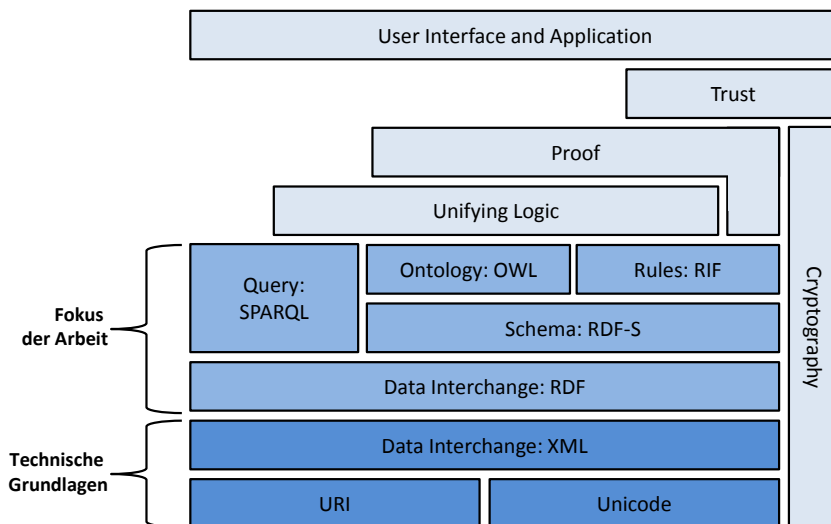 User Interface and Application
Trust
Proof
Unifying Logic
Cryptography
Fokus
der Arbeit
Query:
SPARQL
Ontology: OWL
Rules: RIF
Schema: RDF-S
Data Interchange: RDF
Technische
Grundlagen
Data Interchange: XML
URI
Unicode